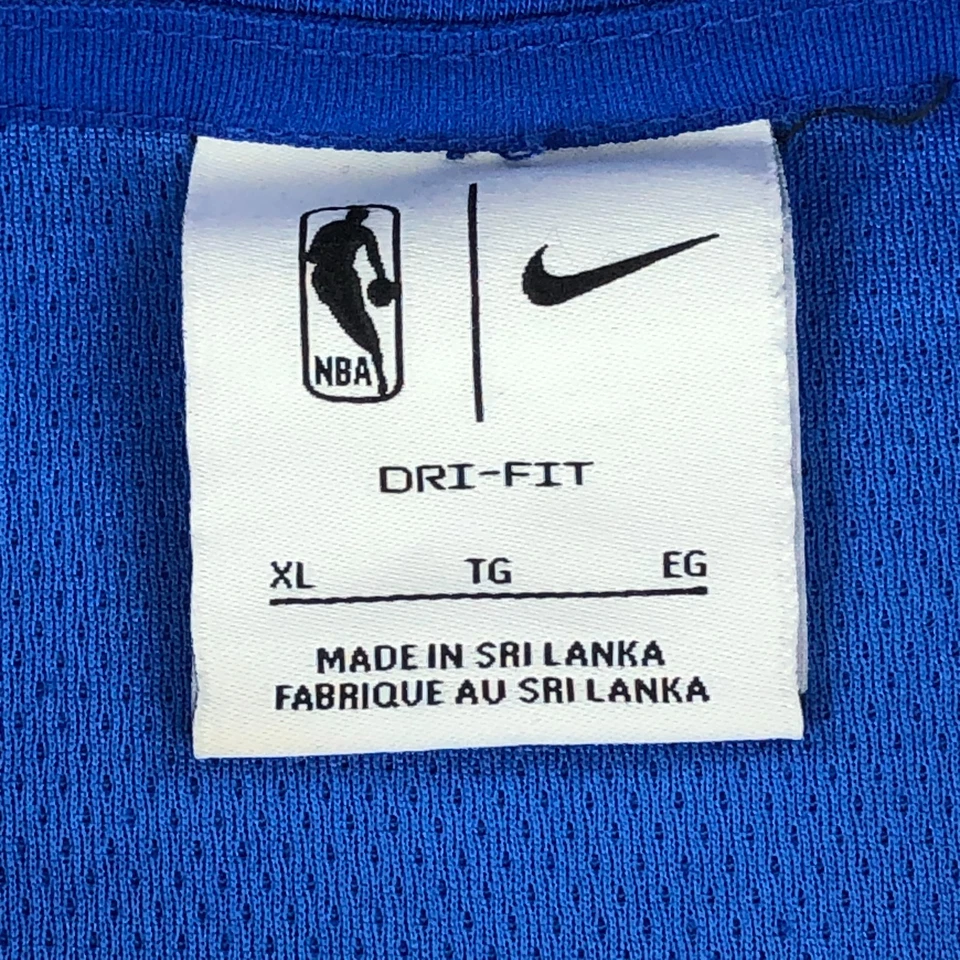 NBA
DRI-FIT
XL TG EG
MADE IN SRI LANKA
FABRIQUE AU SRI LANKA